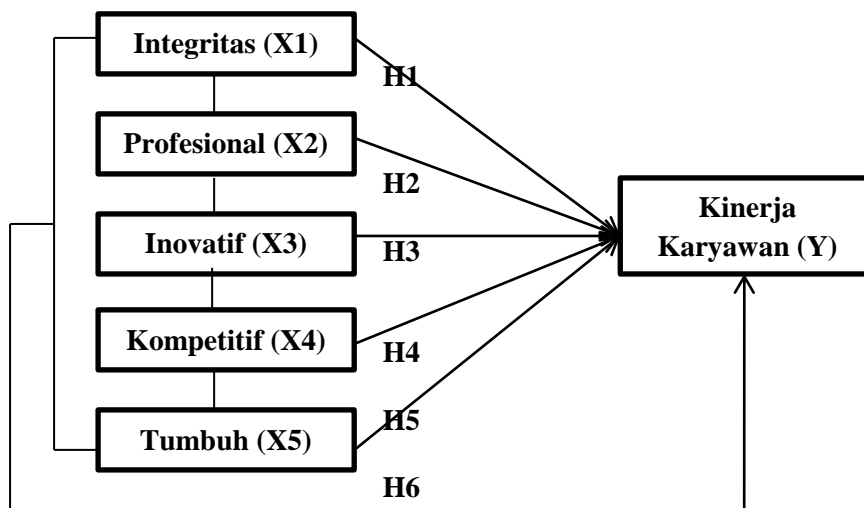 Integritas (X1)
H1
Profesional (X2)
H2
Kinerja
Karyawan (Y)
Inovatif (X3)
H3
Kompetitif (X4)
H4
H5
Tumbuh (X5)
H6